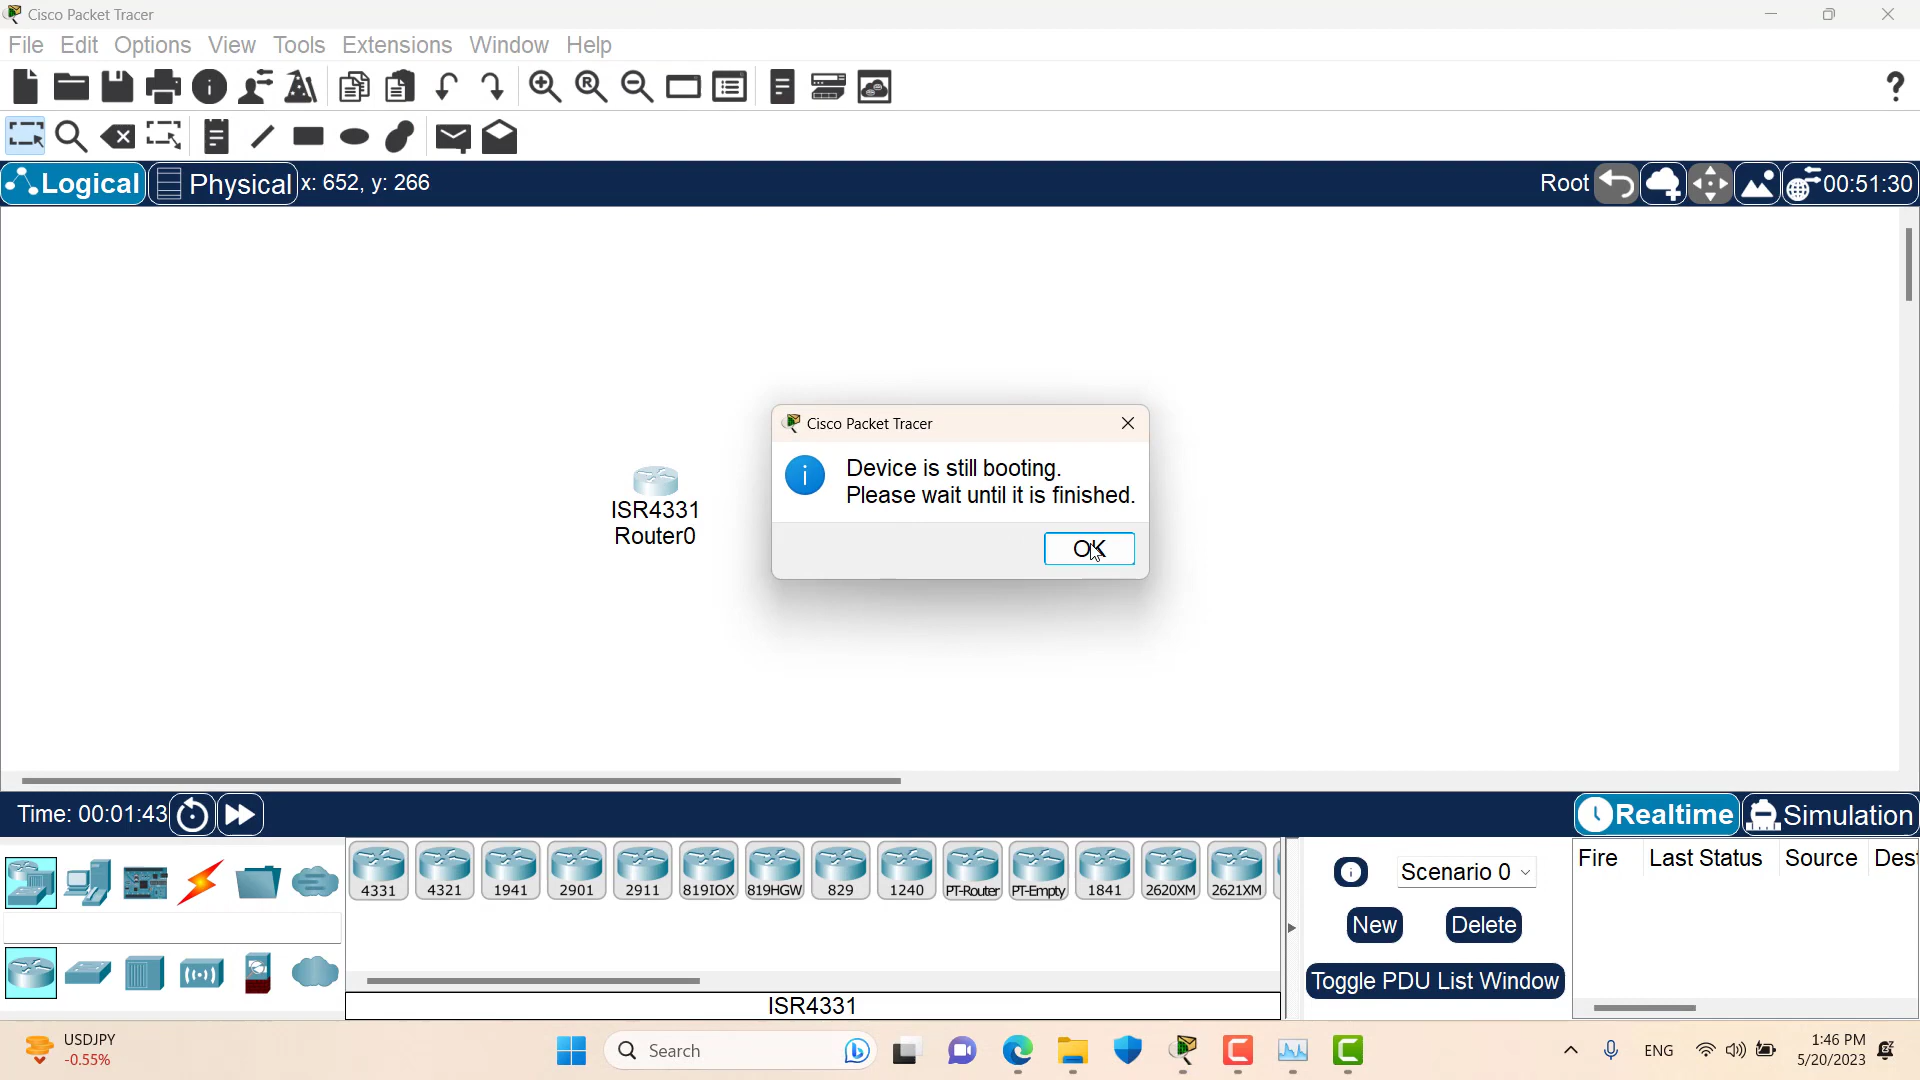 Cisco Packet Tracer
File Edit Options View Tools Extensions Window Help
Logical Physical x: 652, y: 266 Root 00:51:30
Cisco Packet Tracer
Device is still booting.
Please wait until it is finished.
OK
ISR4331
Router0
Time: 00:01:43 Realtime Simulation
4331 4321 1941 2901 2911 819IOX 819HGW 829 1240 PT-Router PT-Empty 1841 2620XM 2621XM
Scenario 0
New Delete
Toggle PDU List Window
Fire Last Status Source Dest
ISR4331
USDJPY
-0.55%
Search
ENG
1:46 PM
5/20/2023